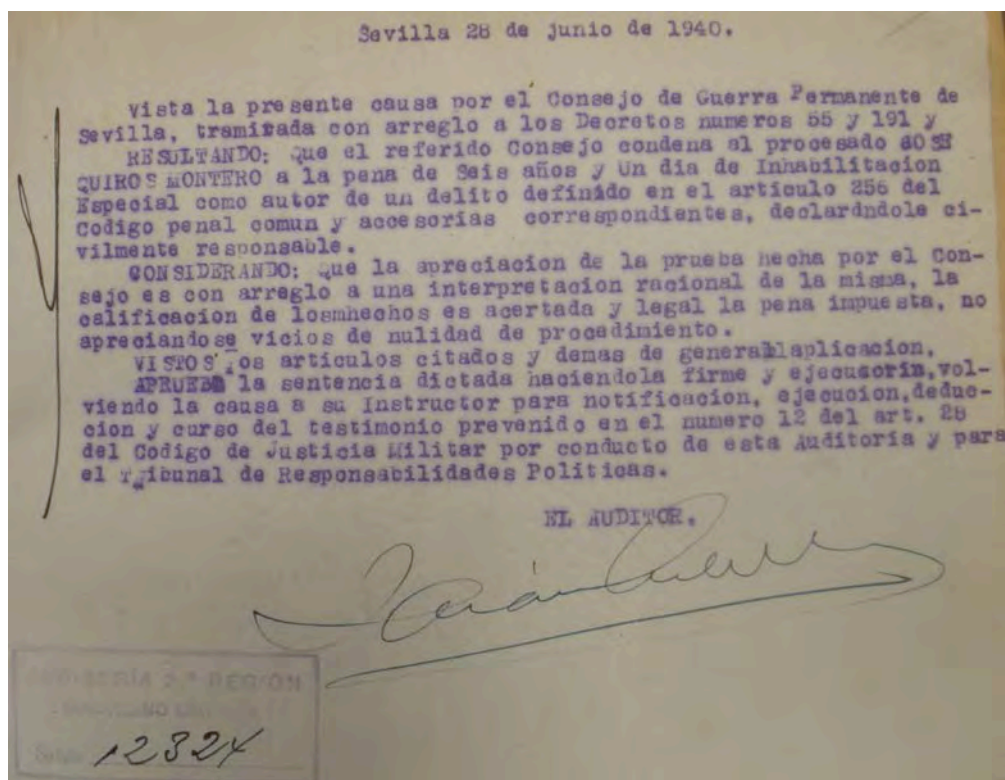 Sevilla 28 de junio de 1940.
Vista la presente causa por el Consejo de Guerra Permanente de
Sevilla, tramitada con arreglo a los Decretos numeros 55 y 191 y
RESULTANDO: Que el referido Consejo condena al procesado
QUIROS MONTERO a la pena de Seis años y Un dia de Inhabilitacion
Especial como autor de un delito definido en el articulo 256 del
Codigo penal comun y accesorias correspondientes, declarándole ci-
vilmente responsable.
CONSIDERANDO: Que la apreciacion de la prueba hecha por el Con-
sejo es con arreglo a una interpretacion racional de la misma, la
calificacion de losmhechos es acertada y legal la pena impuesta, no
apreciandose vicios de nulidad de procedimiento.
VISTOS os articulos citados y demas de general aplicacion,
APRUEBO la sentencia dictada haciendola firme y ejecutoria, vol-
viendo la causa a su Instructor para notificacion, ejecucion, deduc-
cion y curso del testimonio prevenido en el numero 12 del art. 28
del Codigo de Justicia Militar por conducto de esta Auditoria y para
el Tribunal de Responsabilidades Politicas.
EL AUDITOR.
2.ª REGION
12324